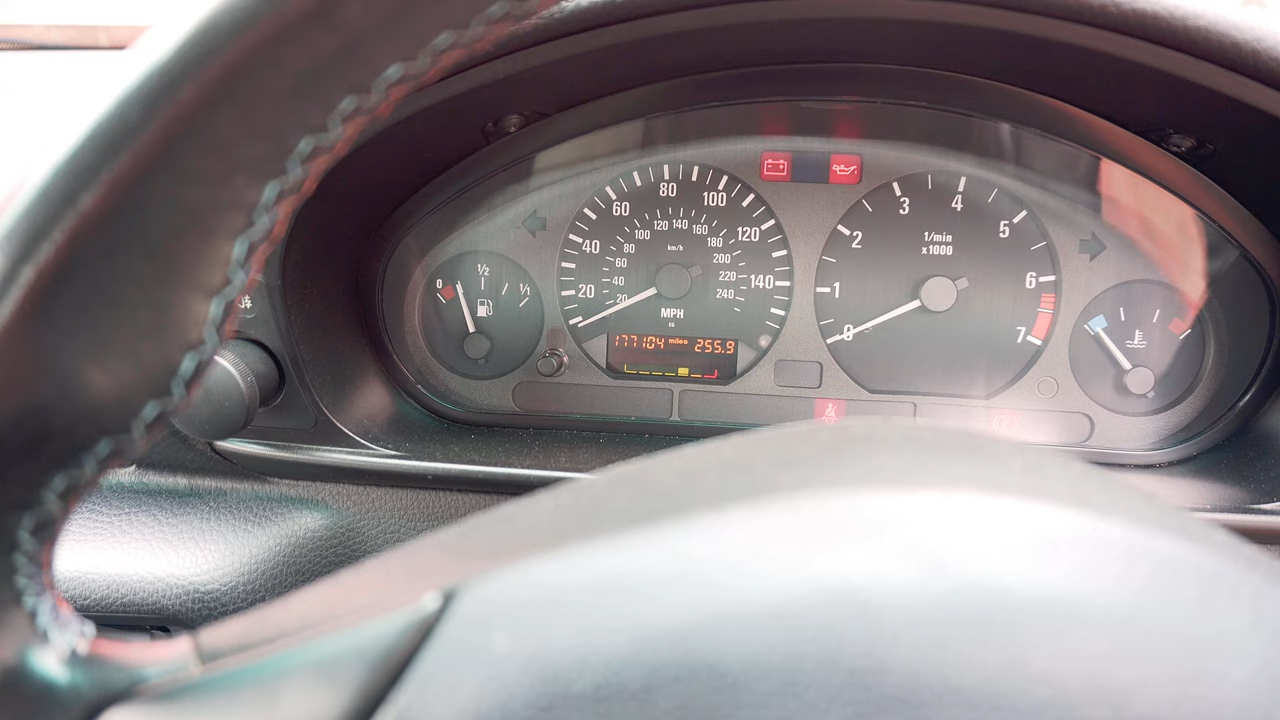 0 1/2 1/1
20 40 60 80 100 120 140
20 40 60 80 100 120 140 160 180 200 220 240
km/h
MPH
177104 miles 255.9
0 1 2 3 4 5 6 7
1/min
x1000